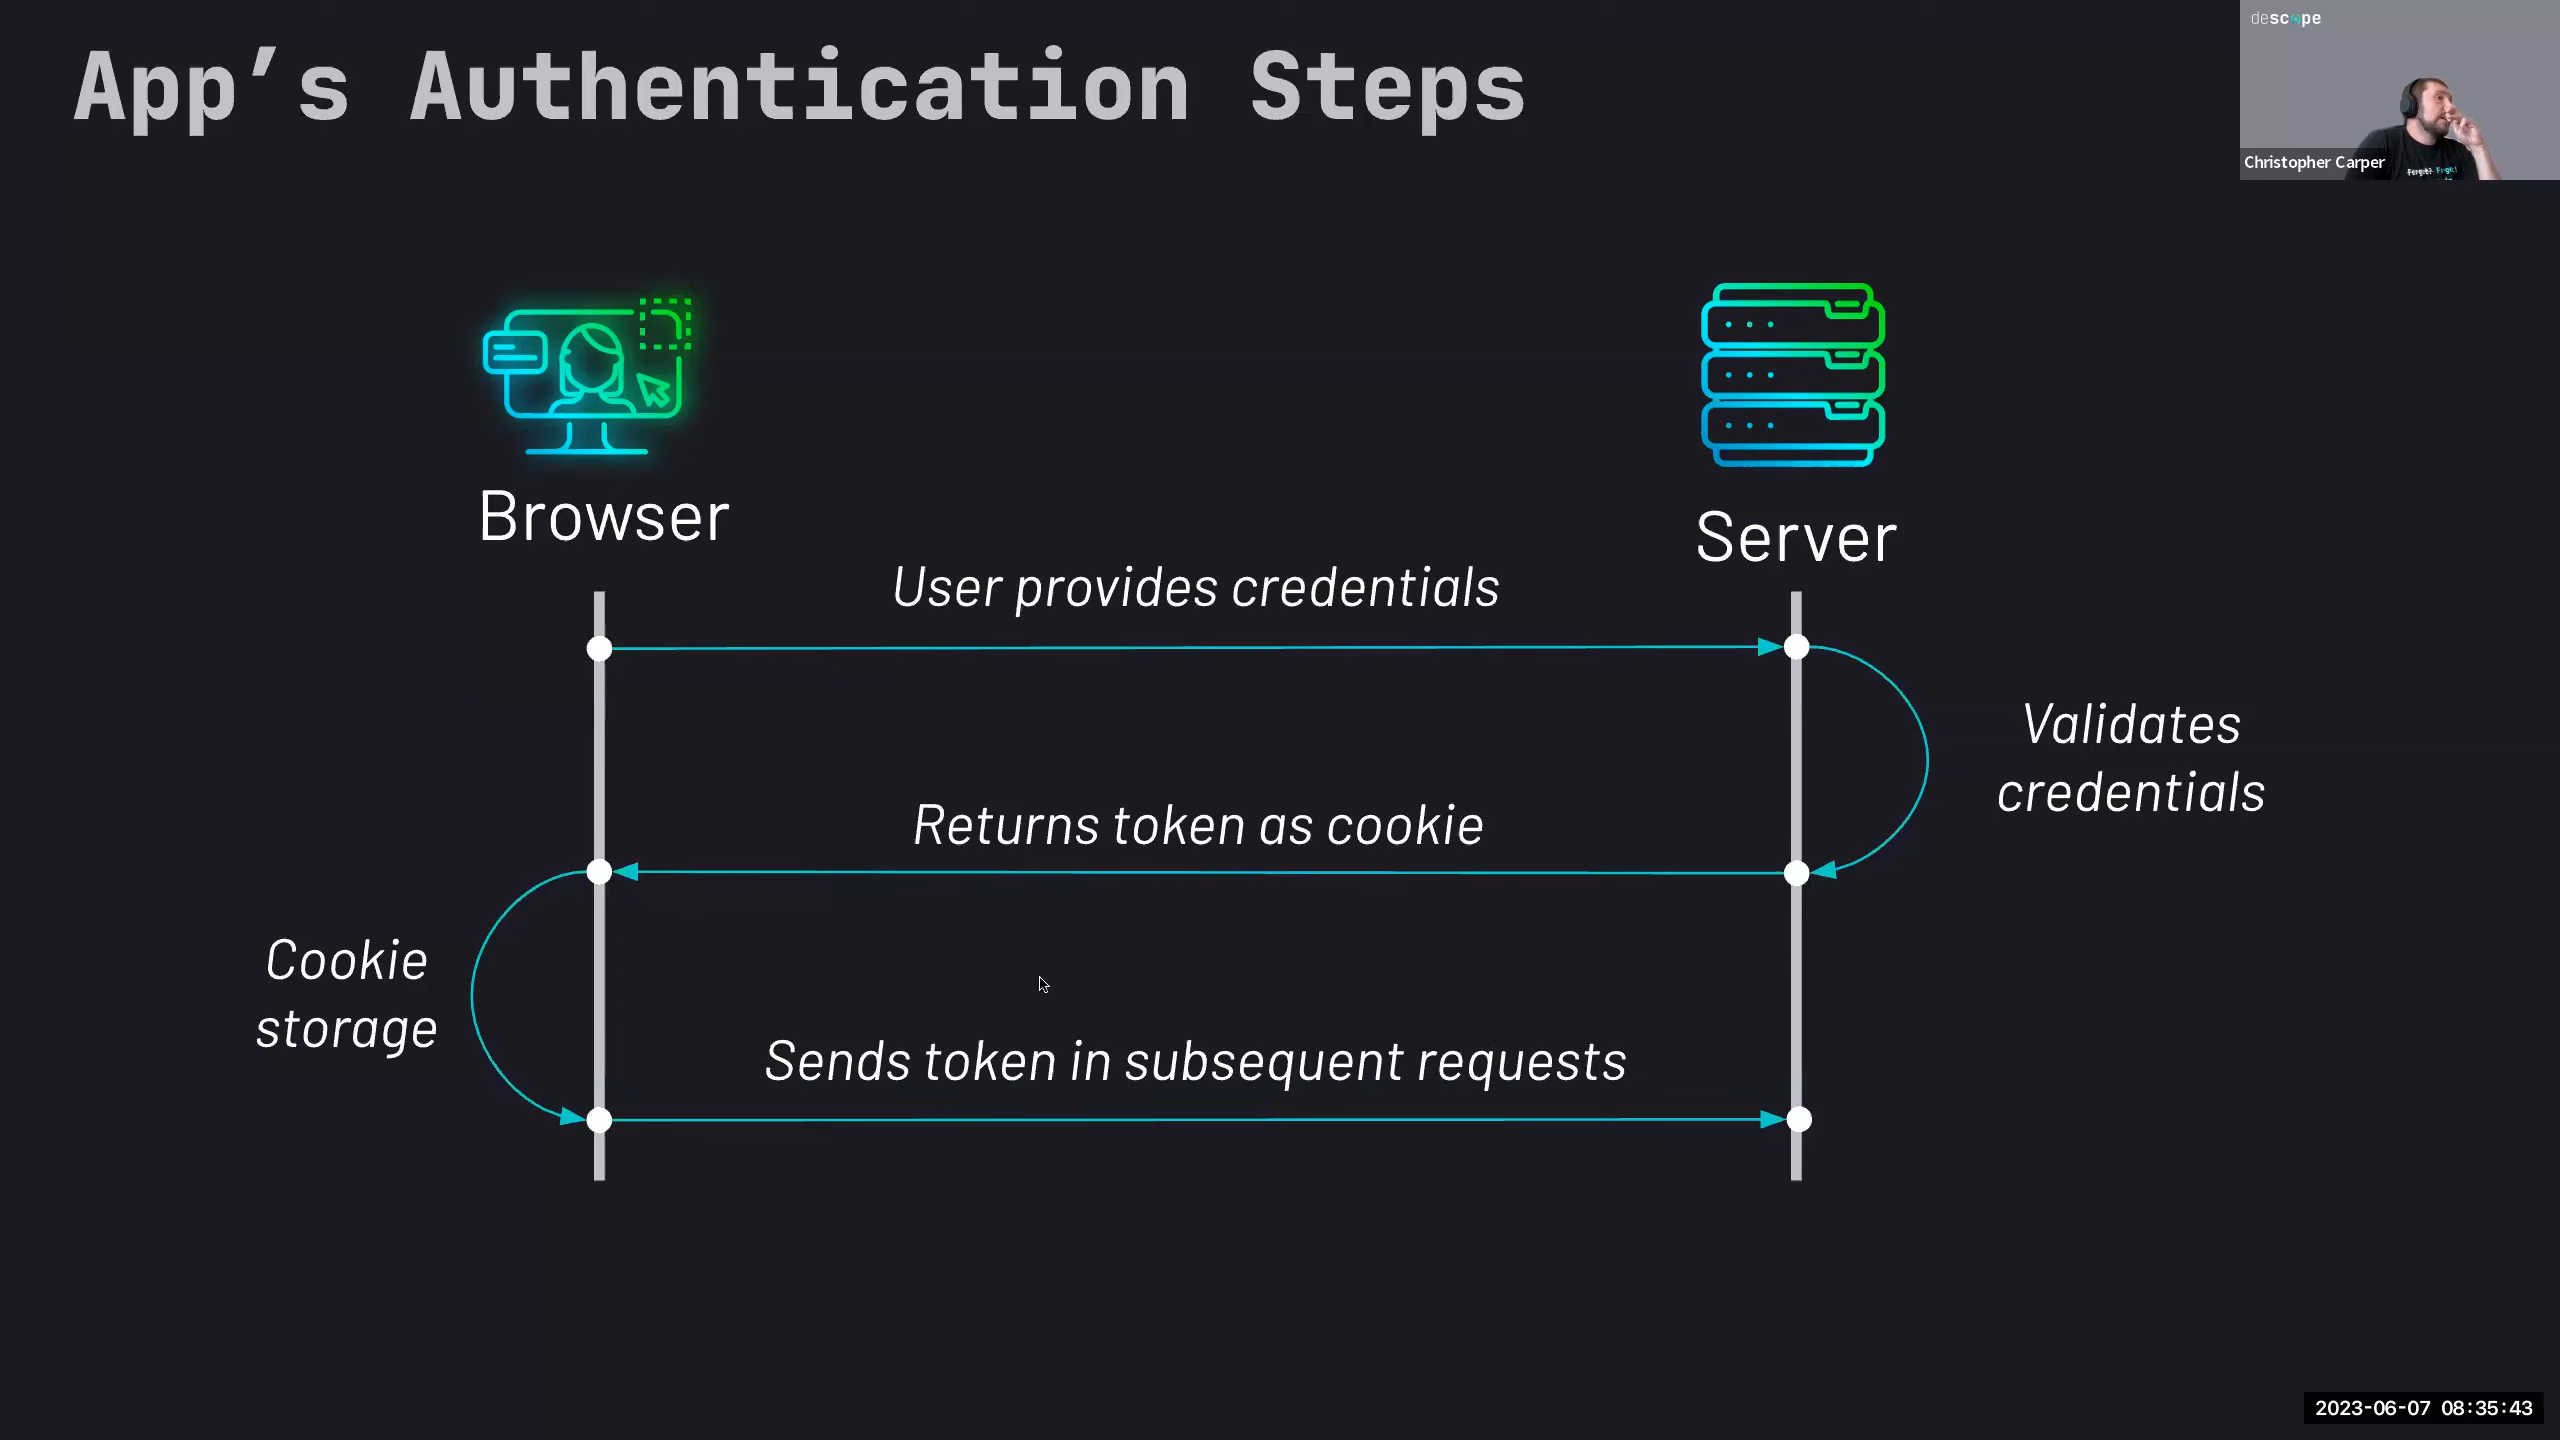 App’s Authentication Steps
descope
Christopher Carper
Browser
Server
User provides credentials
Validates
credentials
Returns token as cookie
Cookie
storage
Sends token in subsequent requests
2023-06-07 08:35:43